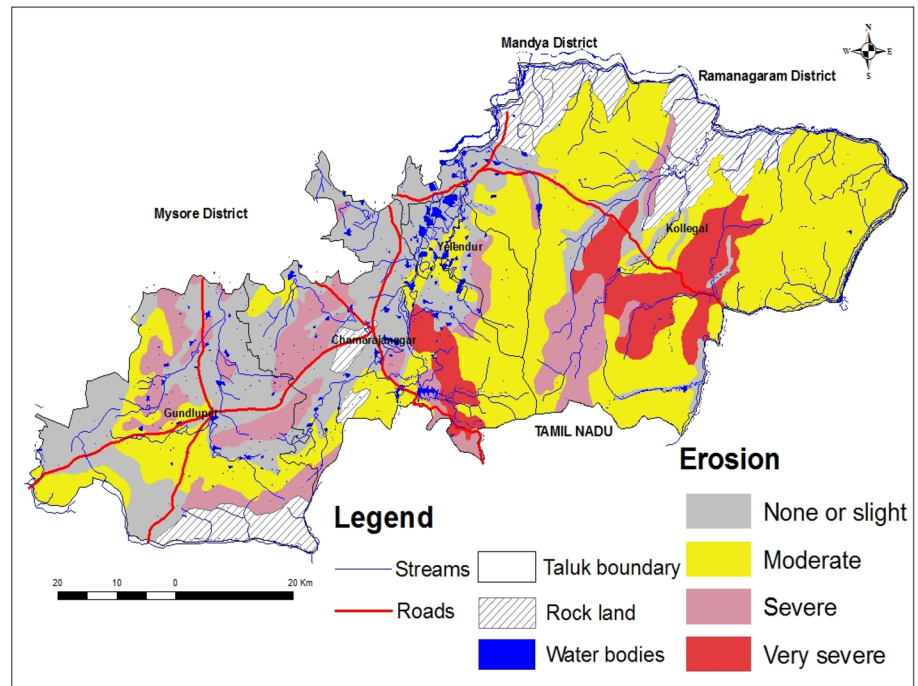 Mandya District
N
W E
S
Ramanagaram District
Mysore District
Kollegal
Yelendur
Chamarajanagar
Gundlupet
TAMIL NADU
Erosion
None or slight
Moderate
Severe
Very severe
Legend
Streams
Roads
Taluk boundary
Rock land
Water bodies
20 10 0 20 Km